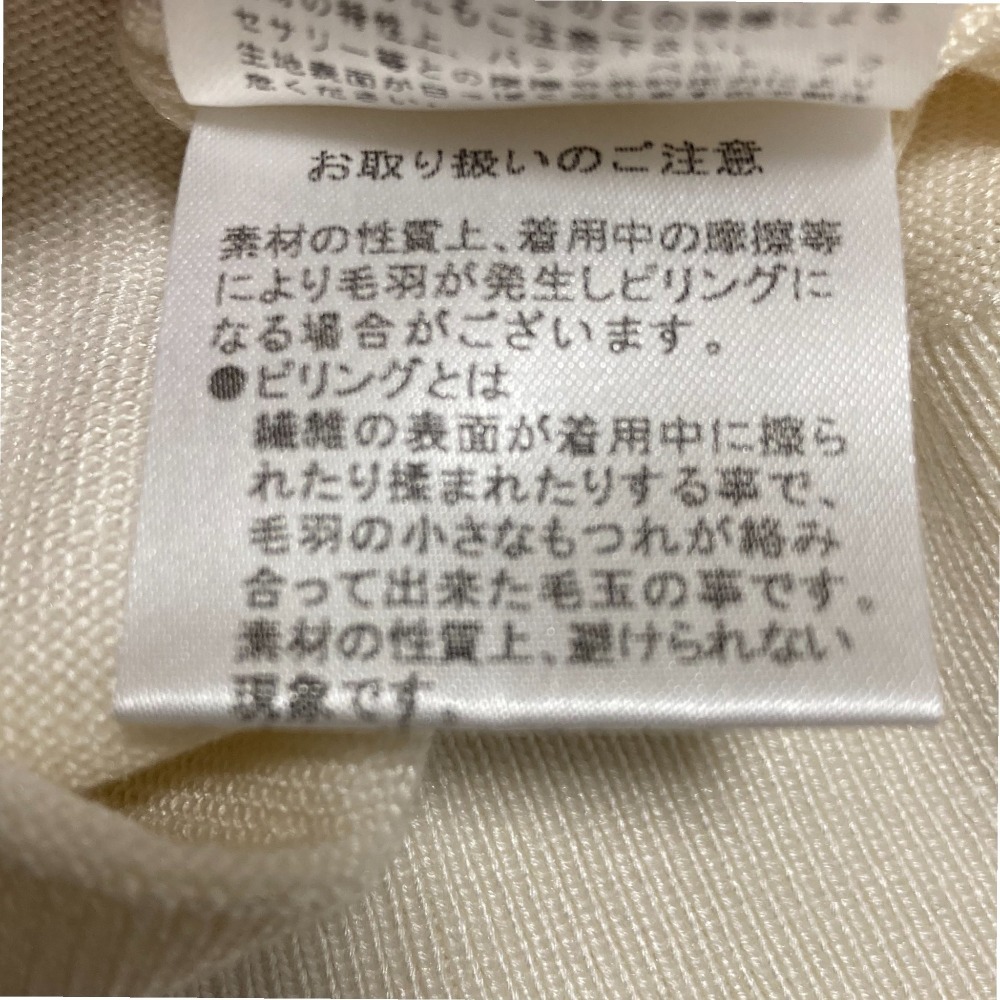 お取り扱いのご注意
素材の性質上、着用中の摩擦等
により毛羽が発生しピリングに
なる場合がございます。
●ピリングとは
繊維の表面が着用中に擦ら
れたり揉まれたりする事で、
毛羽の小さなもつれが絡み
合って出来た毛玉の事です。
素材の性質上、避けられない
現象です。